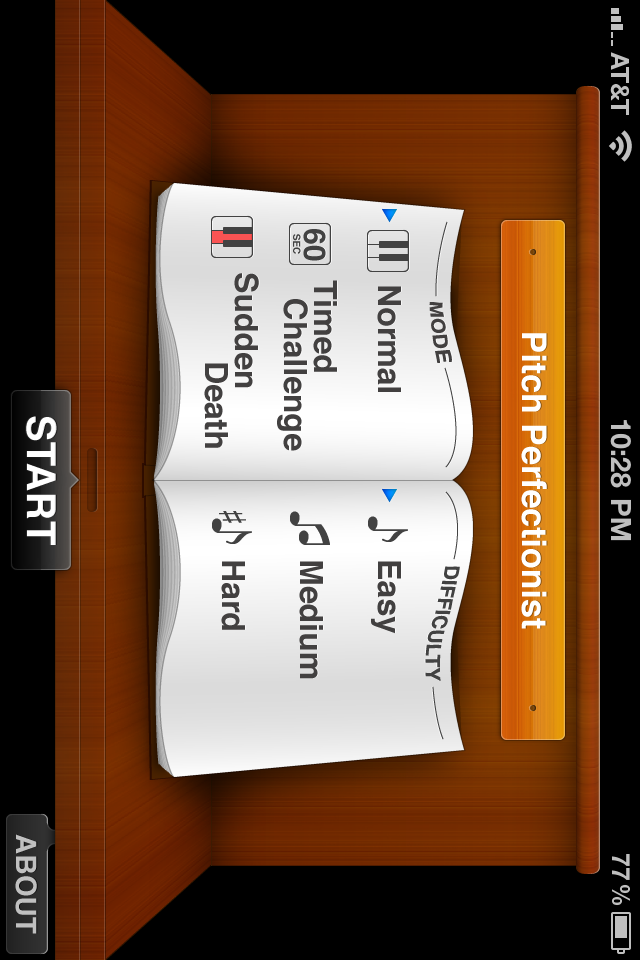 AT&T 10:28 PM 77%
Pitch Perfectionist
MODE
Normal
60
SEC
Timed
Challenge
Sudden
Death
DIFFICULTY
Easy
Medium
Hard
START
ABOUT